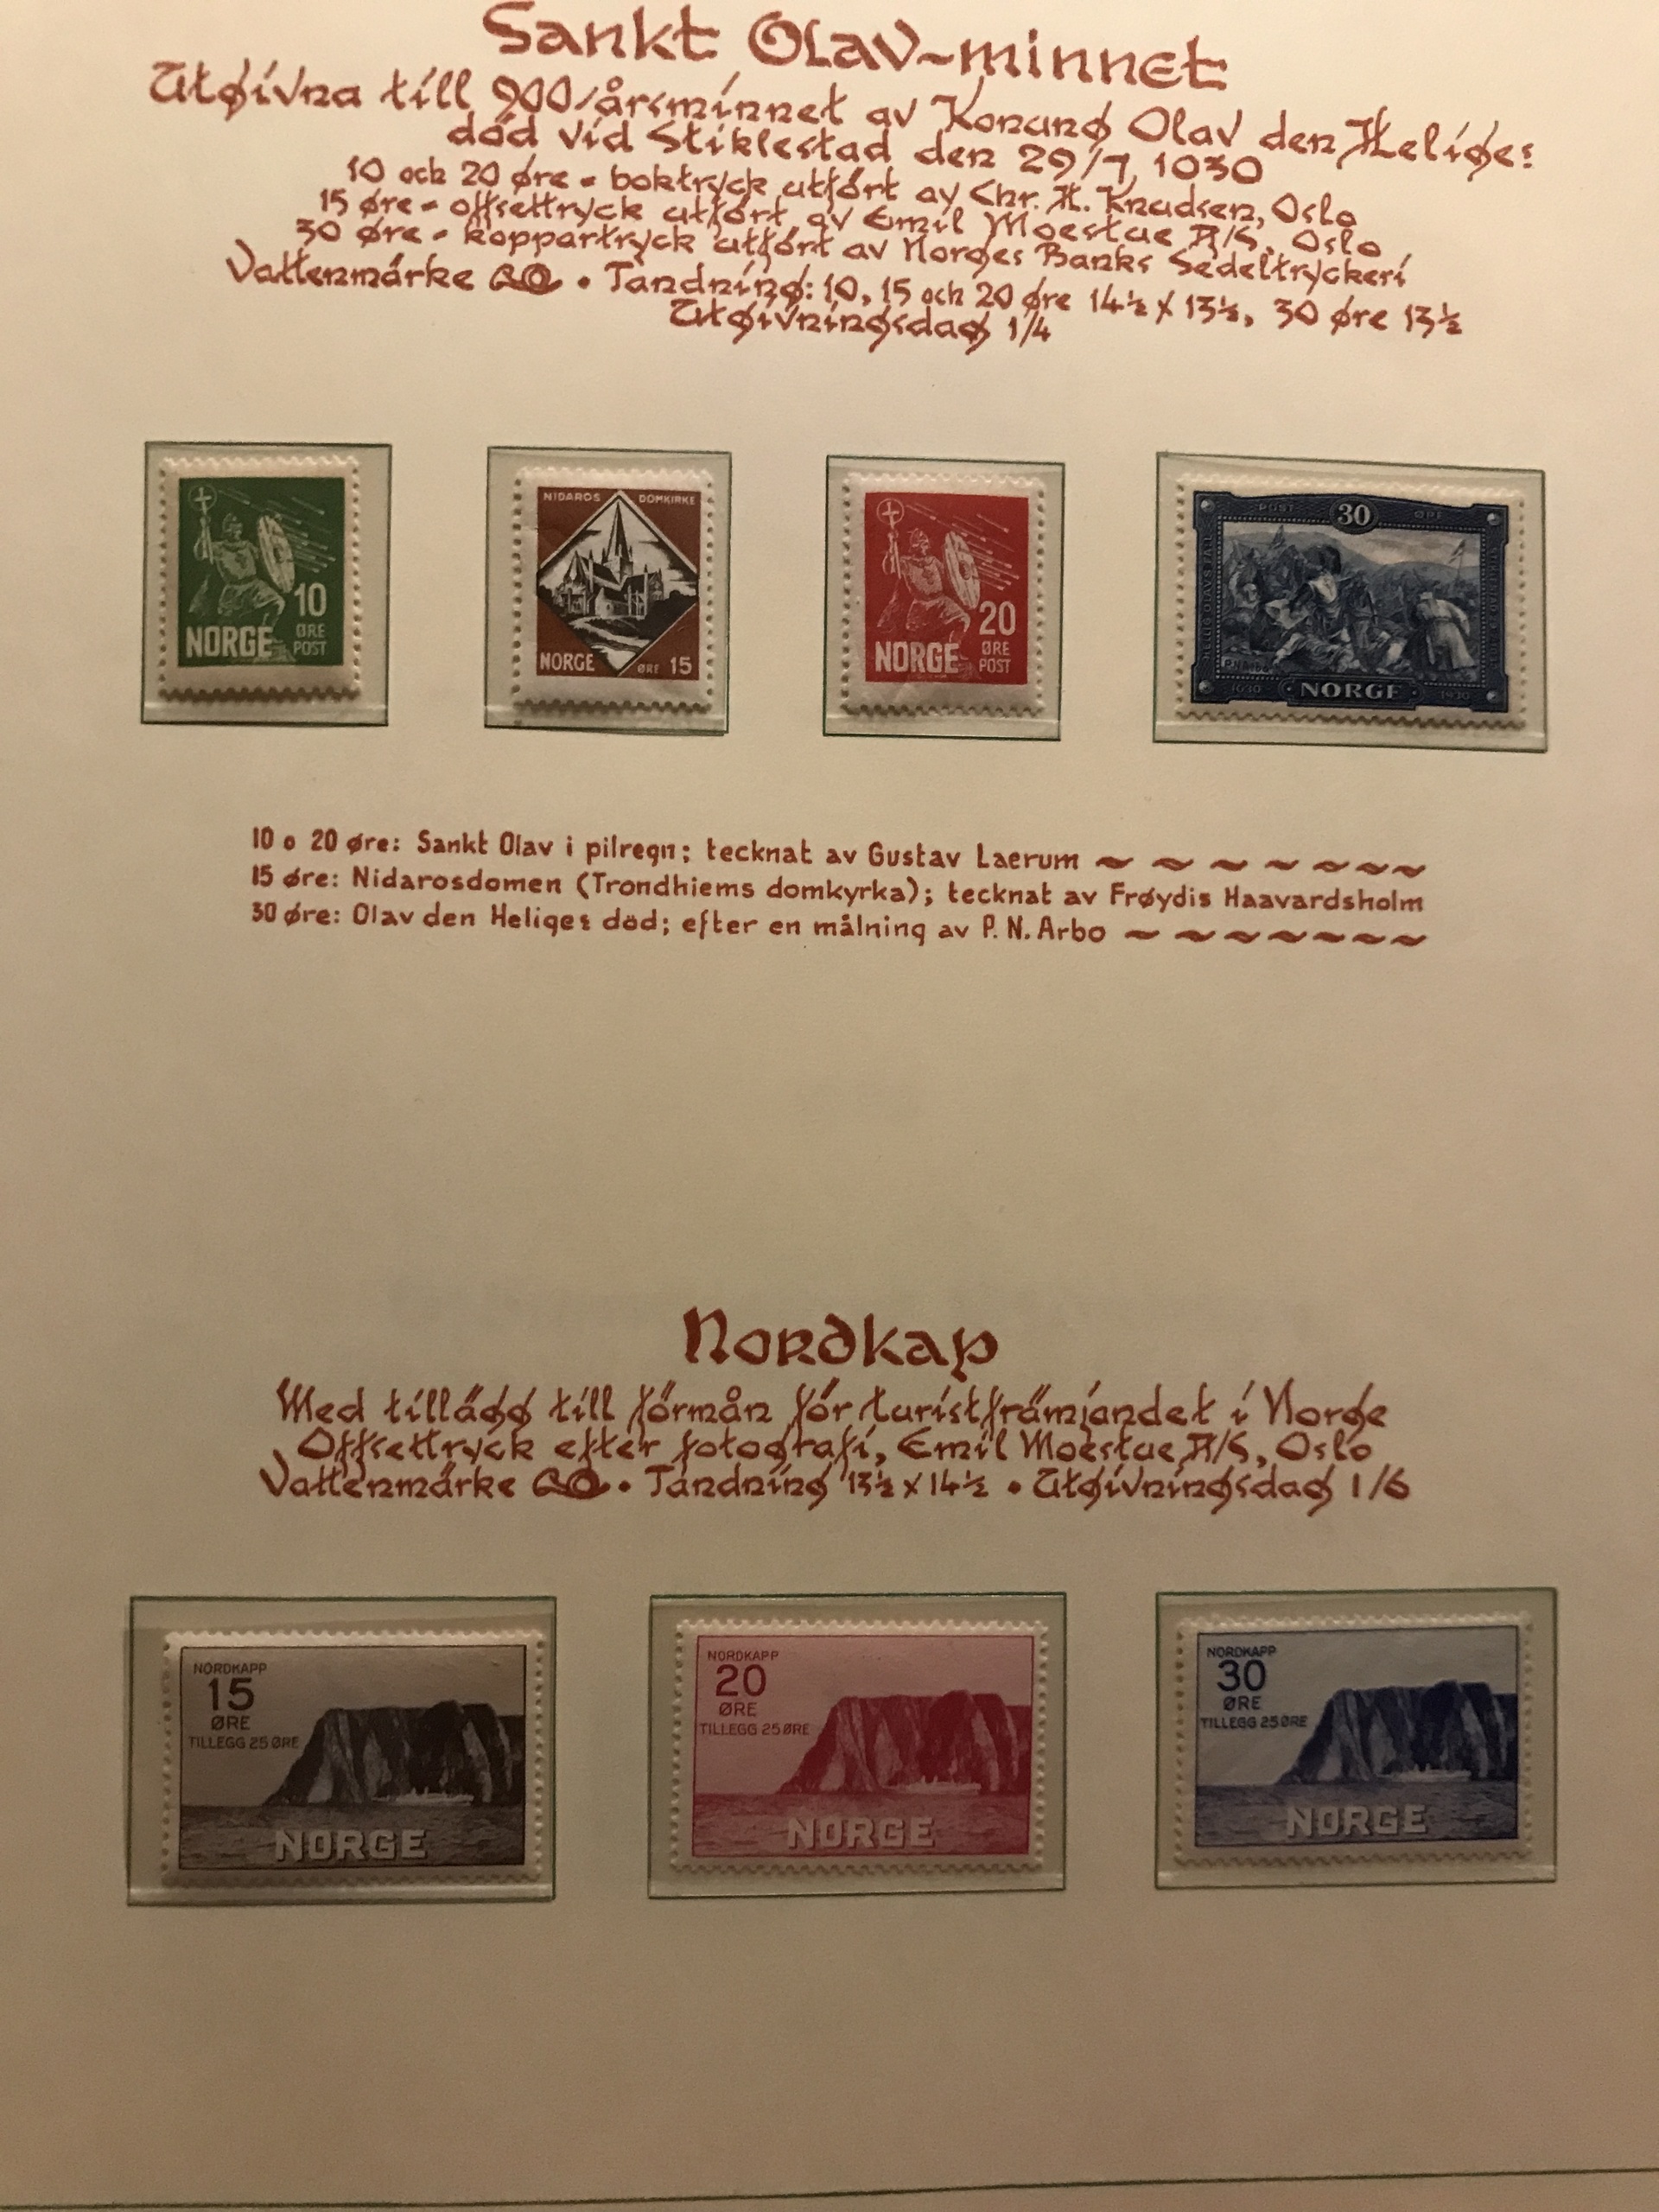 Sankt Olav-minnet
Utgivna till 900-årsminnet av Konung Olav den Heliges
död vid Stiklestad den 29/7 1030
10 och 20 øre - boktryck utfört av Chr. H. Knudsen, Oslo
15 øre - offsettryck utfört av Emil Moestue A/S, Oslo
30 øre - koppartryck utfört av Norges Banks Sedeltryckeri
Vattenmärke • Tandning: 10, 15 och 20 øre 14½ x 13½, 30 øre 13½
Utgivningsdag 1/4
10
ØRE
NORGE POST
NIDAROS DOMKIRKE
NORGE ØRE 15
20
ØRE
NORGE POST
POST 30 ØRE
P.N.Arbo
1030 NORGE 1930
10 o 20 øre: Sankt Olav i pilregn; tecknat av Gustav Laerum ~ ~ ~ ~ ~ ~ ~
15 øre: Nidarosdomen (Trondhiems domkyrka); tecknat av Frøydis Haavardsholm
30 øre: Olav den Heliges död; efter en målning av P. N. Arbo ~ ~ ~ ~ ~ ~ ~
Nordkap
Med tillägg till förmån för turistfrämjandet i Norge
Offsettryck efter fotografi, Emil Moestue A/S, Oslo
Vattenmärke • Tandning 13½ x 14½ • Utgivningsdag 1/6
NORDKAPP
15
ØRE
TILLEGG 25 ØRE
NORGE
NORDKAPP
20
ØRE
TILLEGG 25 ØRE
NORGE
NORDKAPP
30
ØRE
TILLEGG 25 ØRE
NORGE